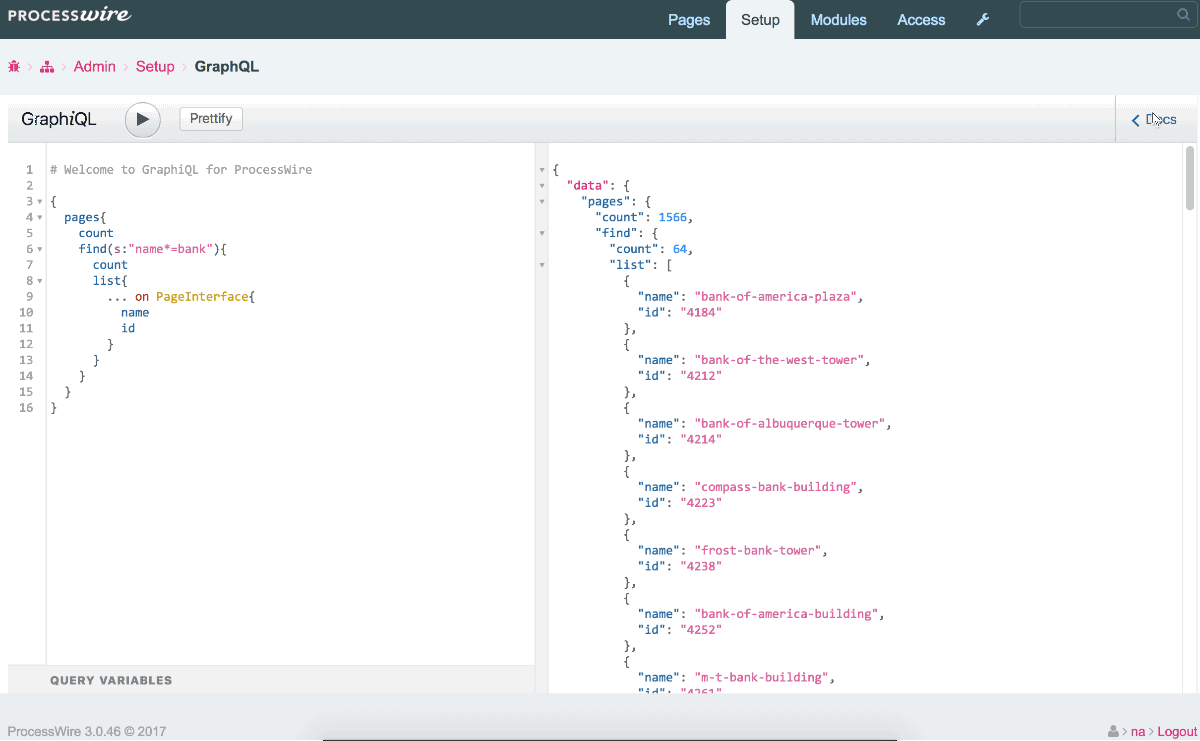 PROCESSwire
Pages Setup Modules Access
Admin > Setup > GraphQL
GraphiQL Prettify Docs
1 # Welcome to GraphiQL for ProcessWire
2
3 {
4 pages{
5 count
6 find(s:"name*=bank"){
7 count
8 list{
9 ... on PageInterface{
10 name
11 id
12 }
13 }
14 }
15 }
16 }
{
"data": {
"pages": {
"count": 1566,
"find": {
"count": 64,
"list": [
{
"name": "bank-of-america-plaza",
"id": "4184"
},
{
"name": "bank-of-the-west-tower",
"id": "4212"
},
{
"name": "bank-of-albuquerque-tower",
"id": "4214"
},
{
"name": "compass-bank-building",
"id": "4223"
},
{
"name": "frost-bank-tower",
"id": "4238"
},
{
"name": "bank-of-america-building",
"id": "4252"
},
{
"name": "m-t-bank-building",
"id": "4261"
QUERY VARIABLES
ProcessWire 3.0.46 © 2017
na > Logout